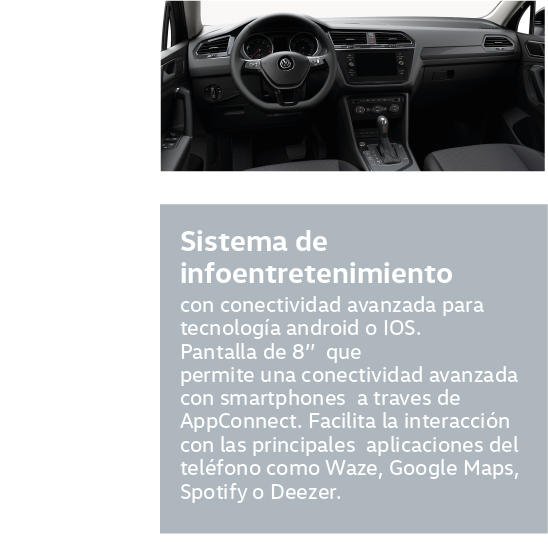 Sistema de
infoentretenimiento
con conectividad avanzada para
tecnología android o IOS.
Pantalla de 8” que
permite una conectividad avanzada
con smartphones a traves de
AppConnect. Facilita la interacción
con las principales aplicaciones del
teléfono como Waze, Google Maps,
Spotify o Deezer.